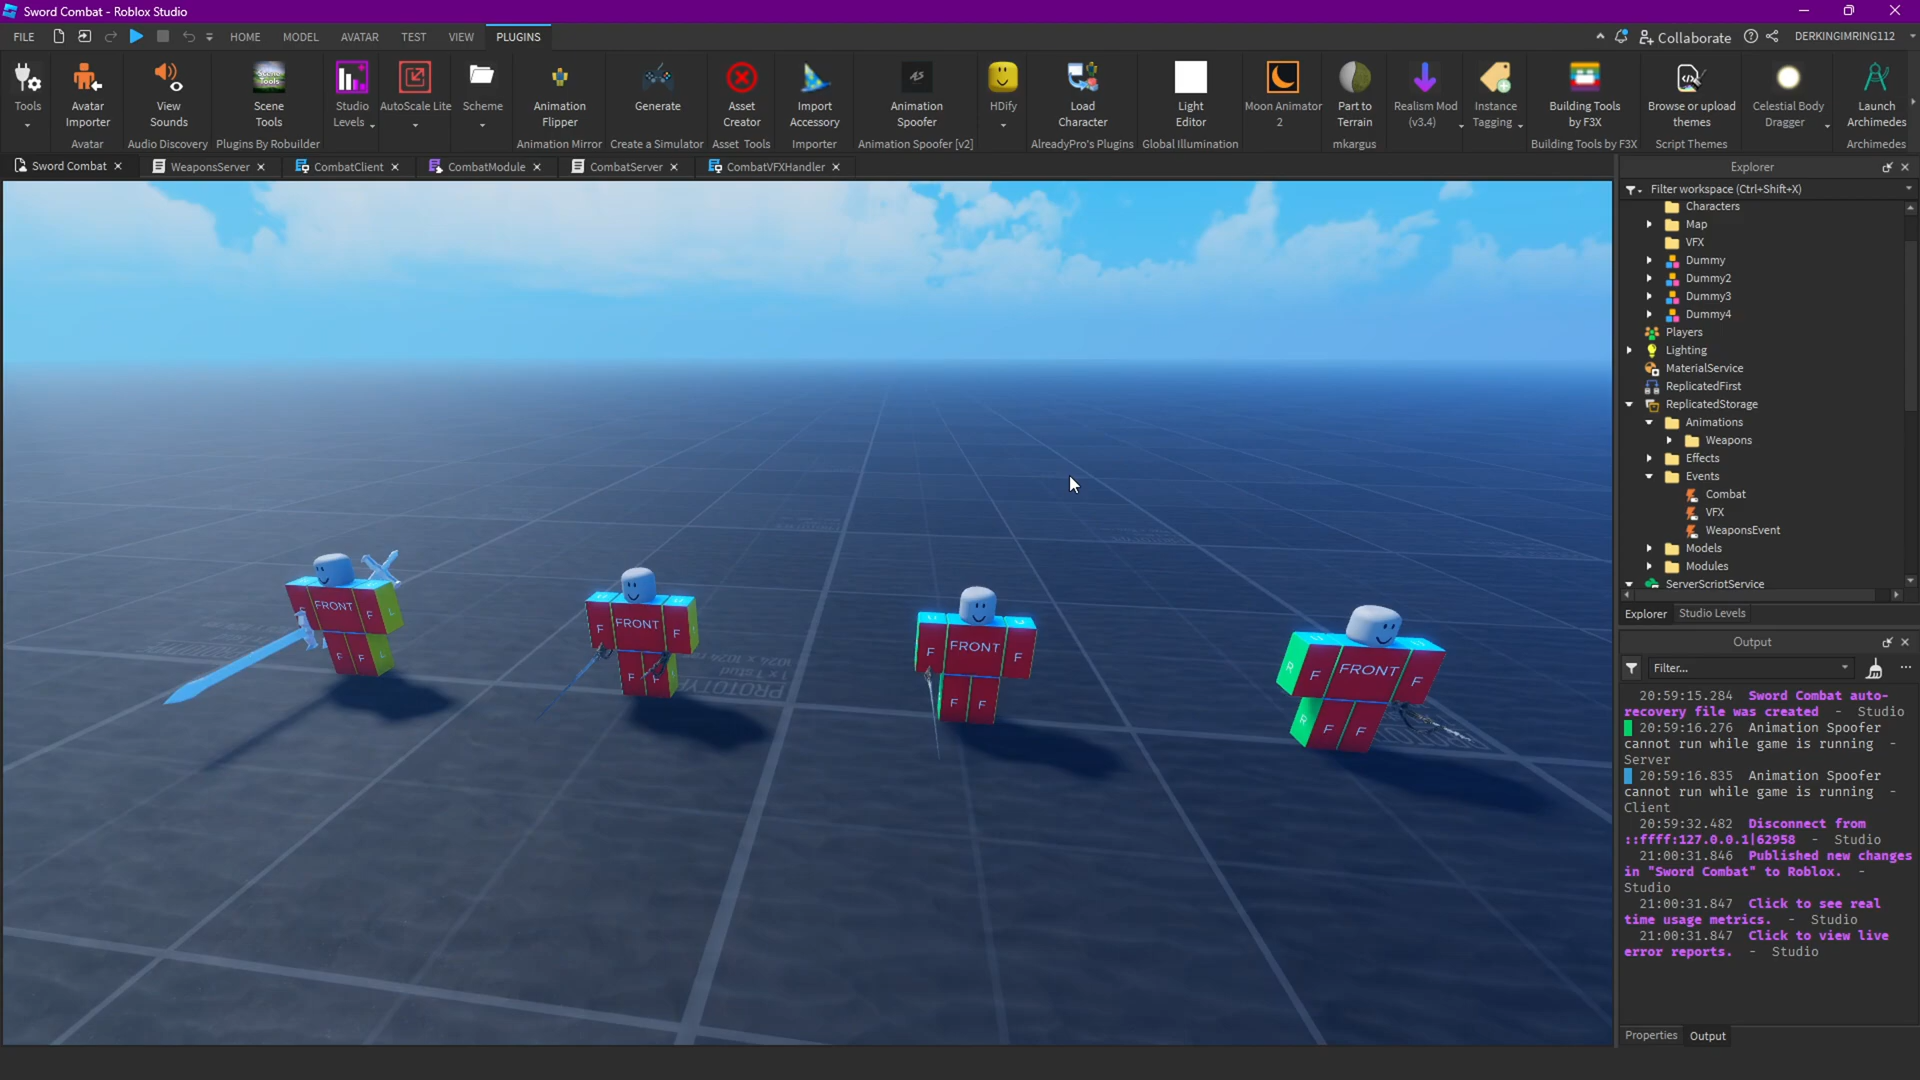 Sword Combat - Roblox Studio
FILE HOME MODEL AVATAR TEST VIEW PLUGINS
Collaborate DERKINGIMRING112
Tools
Avatar
Importer
View
Sounds
Scene
Tools
Studio
Levels
AutoScale Lite
Scheme
Animation
Flipper
Generate
Asset
Creator
Import
Accessory
AS
Animation
Spoofer
HDify
Load
Character
Light
Editor
Moon Animator
2
Part to
Terrain
Realism Mod
(v3.4)
Instance
Tagging
Building Tools
by F3X
Browse or upload
themes
Celestial Body
Dragger
Launch
Archimedes
Avatar Audio Discovery Plugins By Robuilder Animation Mirror Create a Simulator Asset Tools Importer Animation Spoofer [v2] AlreadyPro's Plugins Global Illumination mkargus Building Tools by F3X Script Themes Archimedes
Sword Combat WeaponsServer CombatClient CombatModule CombatServer CombatVFXHandler
FRONT F L
F F L
F FRONT F
F L
F FRONT F
F F
R F FRONT F
R F F
PROTOTYPE
1024 x 1024
Explorer
Filter workspace (Ctrl+Shift+X)
Characters
Map
VFX
Dummy
Dummy2
Dummy3
Dummy4
Players
Lighting
MaterialService
ReplicatedFirst
ReplicatedStorage
Animations
Weapons
Effects
Events
Combat
VFX
WeaponsEvent
Models
Modules
ServerScriptService
Explorer Studio Levels
Output
Filter...
20:59:15.284 Sword Combat auto-
recovery file was created - Studio
20:59:16.276 Animation Spoofer
cannot run while game is running -
Server
20:59:16.835 Animation Spoofer
cannot run while game is running -
Client
20:59:32.482 Disconnect from
::ffff:127.0.0.1|62958 - Studio
21:00:31.846 Published new changes
in "Sword Combat" to Roblox. -
Studio
21:00:31.847 Click to see real
time usage metrics. - Studio
21:00:31.847 Click to view live
error reports. - Studio
Properties Output